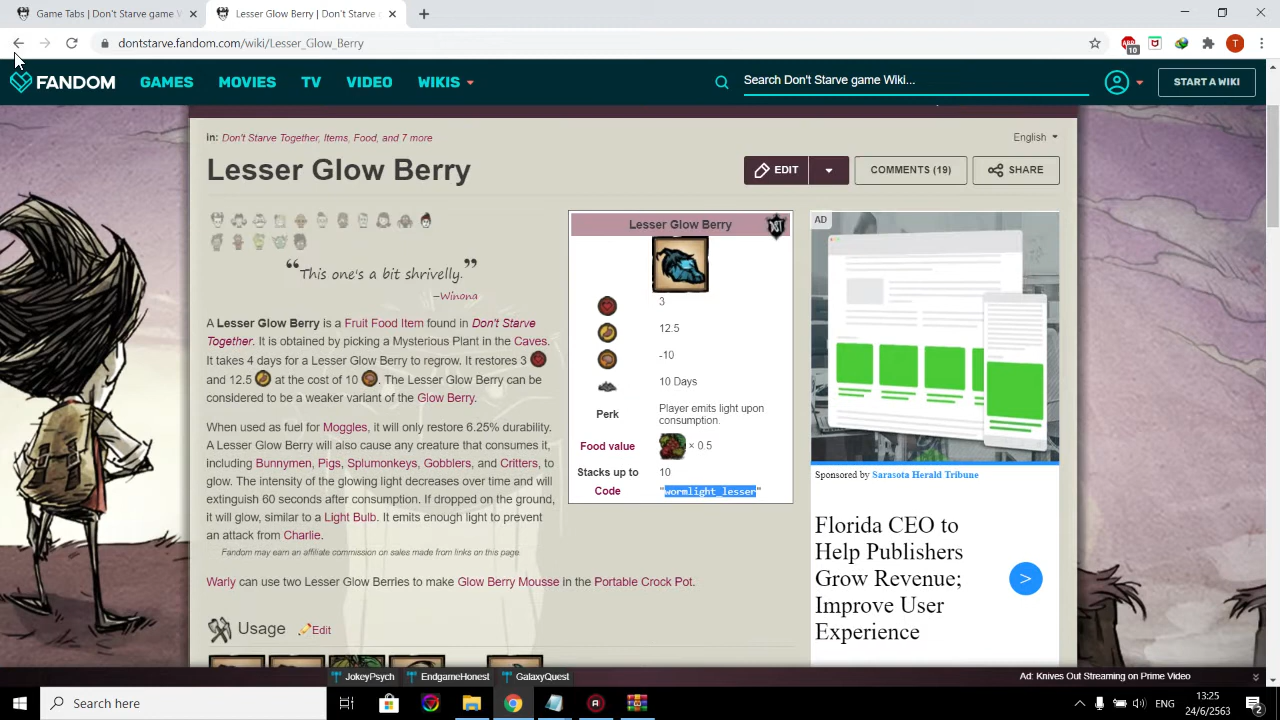 Game Tabs | Don't Starve W
Don't Starve
dontstarve.fandom.com/wiki/Lesser_Glow_Berry
10
T
FANDOM
GAMES
MOVIES
TV
VIDEO
WIKIS
Search Don't Starve game Wiki...
START A WIKI
in: Don't Starve Together, Items, Food, and 7 more
English
Lesser Glow Berry
EDIT
COMMENTS (19)
SHARE
“This one's a bit shrivelly.”
–Winona
A Lesser Glow Berry is a Fruit Food Item found in Don't Starve
Together. It is obtained by picking a Mysterious Plant in the Caves.
It takes 4 days for a Lesser Glow Berry to regrow. It restores 3
and 12.5 at the cost of 10 . The Lesser Glow Berry can be
considered to be a weaker variant of the Glow Berry.
When used as fuel for Moggles, it will only restore 6.25% durability.
A Lesser Glow Berry will also cause any creature that consumes it,
including Bunnymen, Pigs, Splumonkeys, Gobblers, and Critters, to
glow. The intensity of the glowing light decreases over time and will
extinguish 60 seconds after consumption. If dropped on the ground,
it will glow, similar to a Light Bulb. It emits enough light to prevent
an attack from Charlie.
Fandom may earn an affiliate commission on sales made from links on this page.
Warly can use two Lesser Glow Berries to make Glow Berry Mousse in the Portable Crock Pot.
Usage Edit
Lesser Glow Berry
DST
3
12.5
-10
10 Days
Perk
Player emits light upon
consumption.
Food value
× 0.5
Stacks up to
10
Code
"wormlight_lesser"
AD
Sponsored by Sarasota Herald Tribune
Florida CEO to
Help Publishers
Grow Revenue;
Improve User
Experience
>
JokeyPsych
EndgameHonest
GalaxyQuest
Ad: Knives Out Streaming on Prime Video
Search here
ENG
13:25
24/6/2563
2